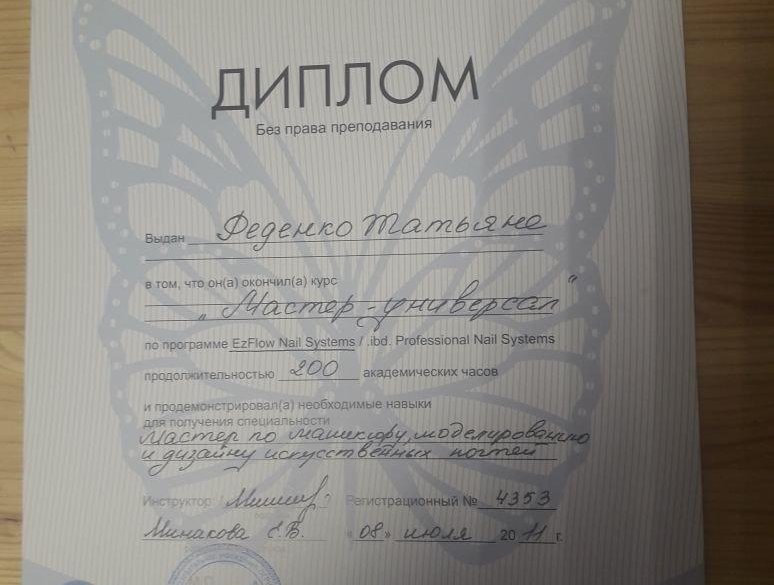 ДИПЛОМ
Без права преподавания
Выдан Феденко Татьяне
в том, что он(а) окончил(а) курс
„Мастер-универсал"
по программе EzFlow Nail Systems / .ibd. Professional Nail Systems
продолжительностью 200 академических часов
и продемонстрировал(а) необходимые навыки
для получения специальности
мастер по маникюру, моделированию
и дизайну искусственных ногтей
Инструктор: Регистрационный № 4353
Минакова Е.В. «08» июля 2011 г.